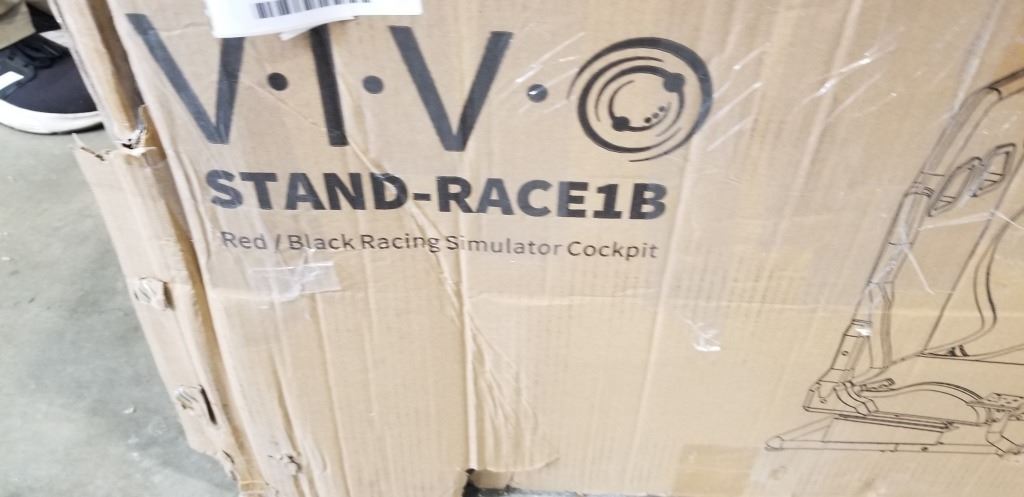 V·I·V·O
STAND-RACE1B
Red / Black Racing Simulator Cockpit